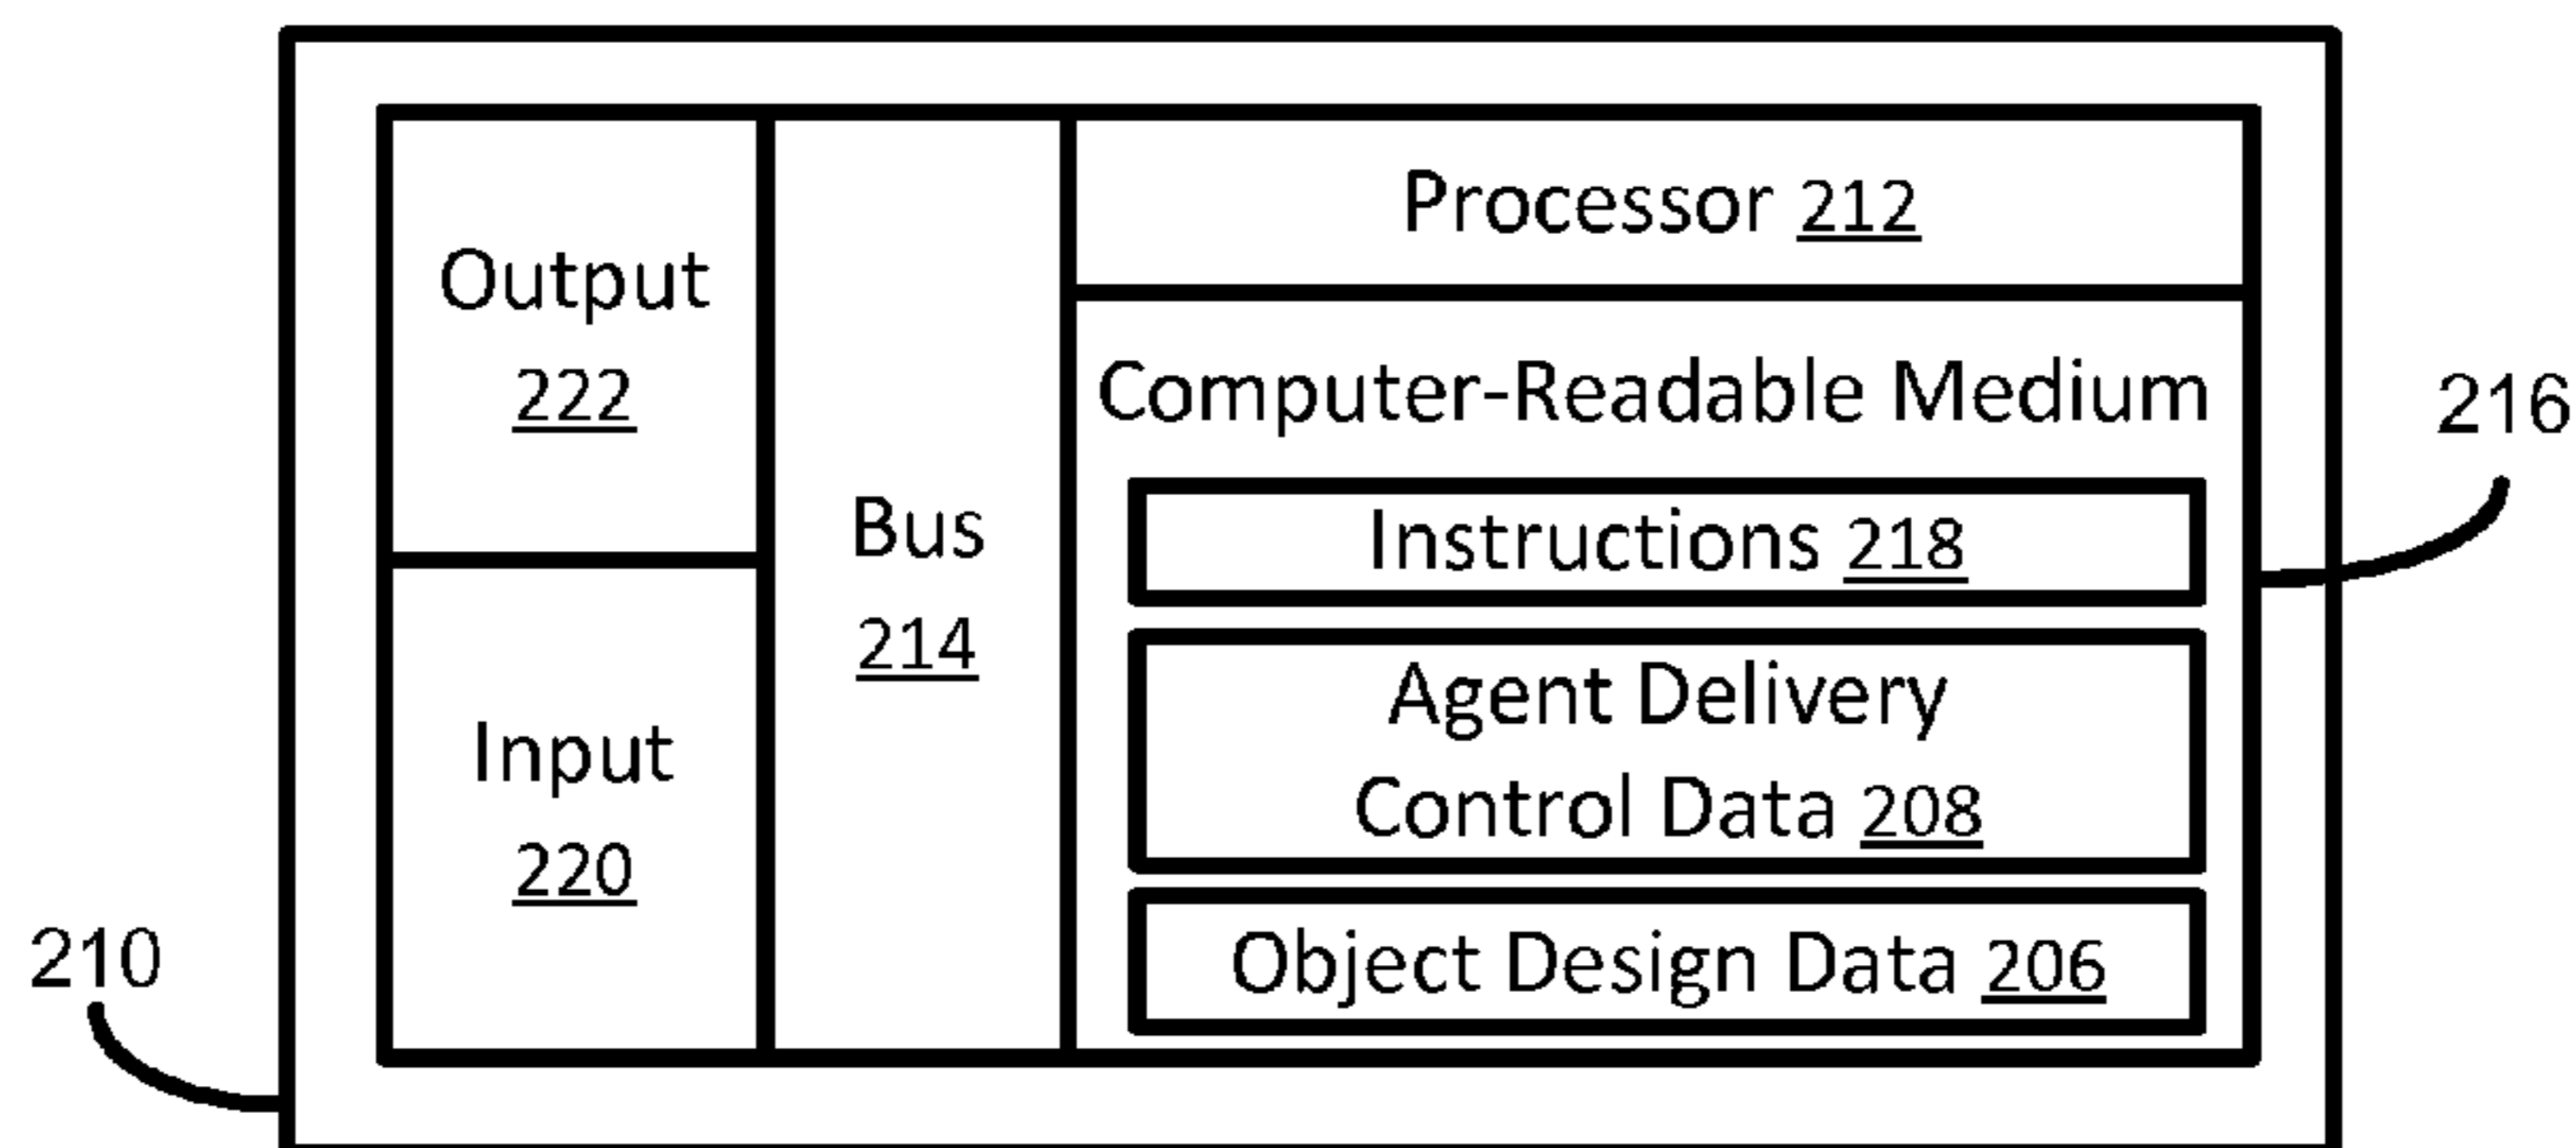 Output
222
Input
220
Bus
214
Processor 212
Computer-Readable Medium
Instructions 218
Agent Delivery
Control Data 208
Object Design Data 206
216
210